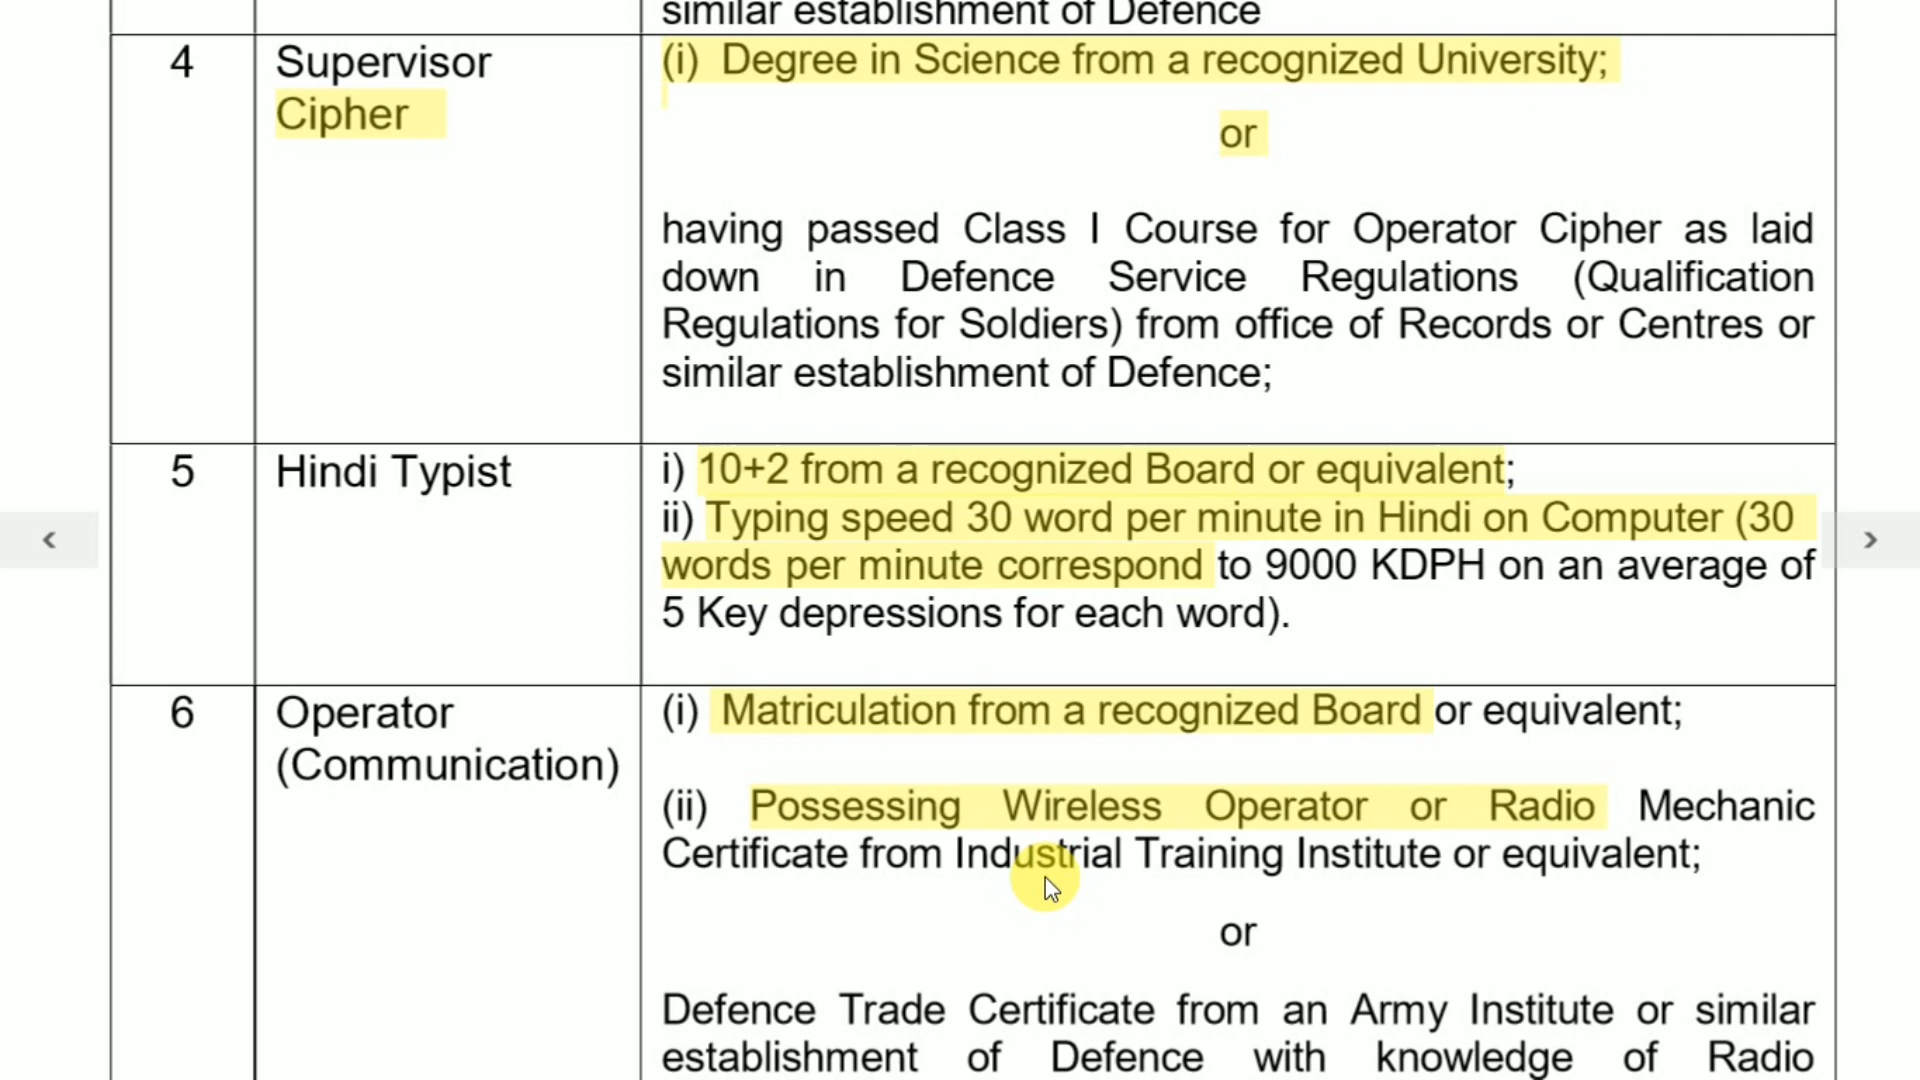 similar establishment of Defence
4
Supervisor
Cipher
(i) Degree in Science from a recognized University;
or
having passed Class I Course for Operator Cipher as laid
down in Defence Service Regulations (Qualification
Regulations for Soldiers) from office of Records or Centres or
similar establishment of Defence;
5
Hindi Typist
i) 10+2 from a recognized Board or equivalent;
ii) Typing speed 30 word per minute in Hindi on Computer (30
words per minute correspond to 9000 KDPH on an average of
5 Key depressions for each word).
6
Operator
(Communication)
(i) Matriculation from a recognized Board or equivalent;
(ii) Possessing Wireless Operator or Radio Mechanic
Certificate from Industrial Training Institute or equivalent;
or
Defence Trade Certificate from an Army Institute or similar
establishment of Defence with knowledge of Radio